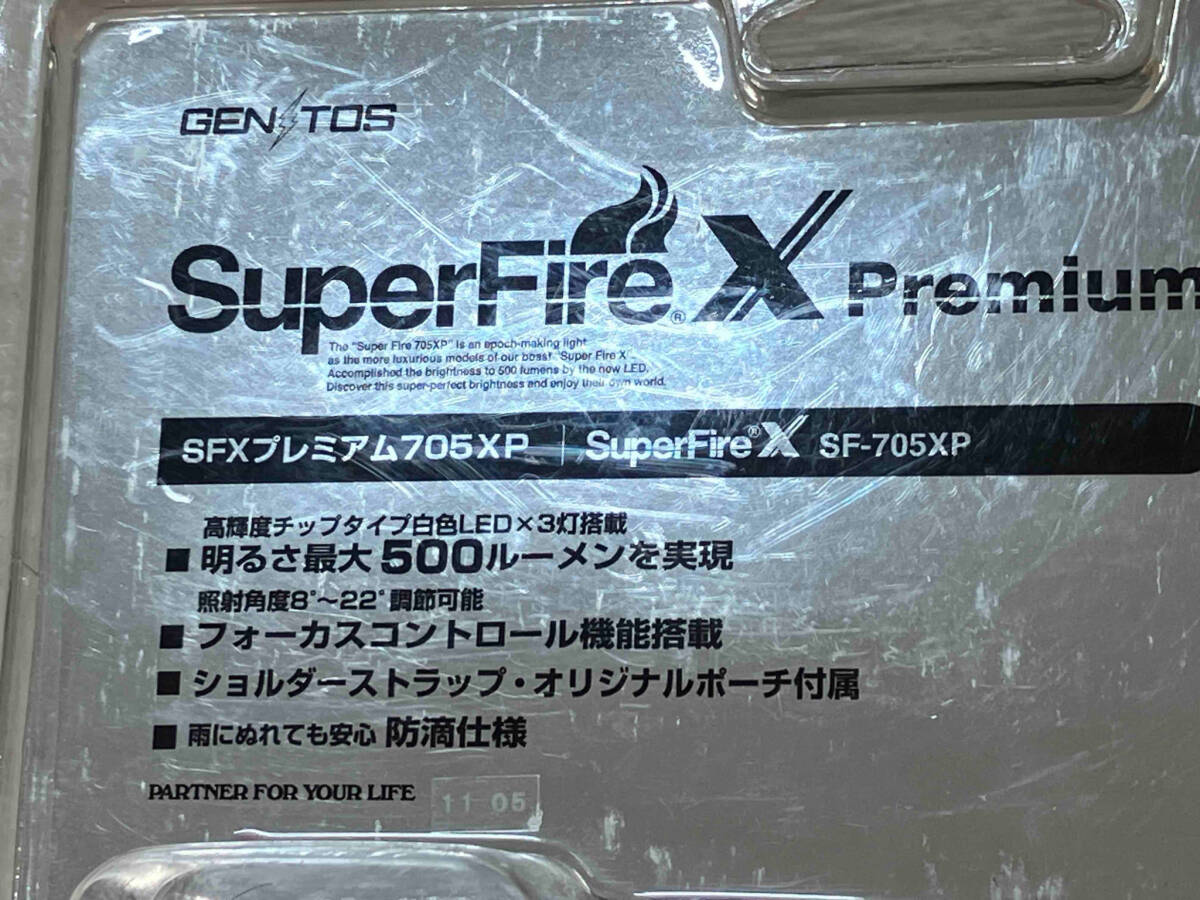 GENTOS
SuperFire® X Premium
The "Super Fire 705XP" is an epoch-making light
as the more luxurious models of our boast "Super Fire X".
Accomplished the brightness to 500 lumens by the new LED.
Discover this super-perfect brightness and enjoy their own world.
SFXプレミアム705XP | SuperFire® X SF-705XP
高輝度チップタイプ白色LED×3灯搭載
■ 明るさ最大 500ルーメンを実現
照射角度8°〜22°調節可能
■ フォーカスコントロール機能搭載
■ ショルダーストラップ・オリジナルポーチ付属
■ 雨にぬれても安心 防滴仕様
PARTNER FOR YOUR LIFE 11 05